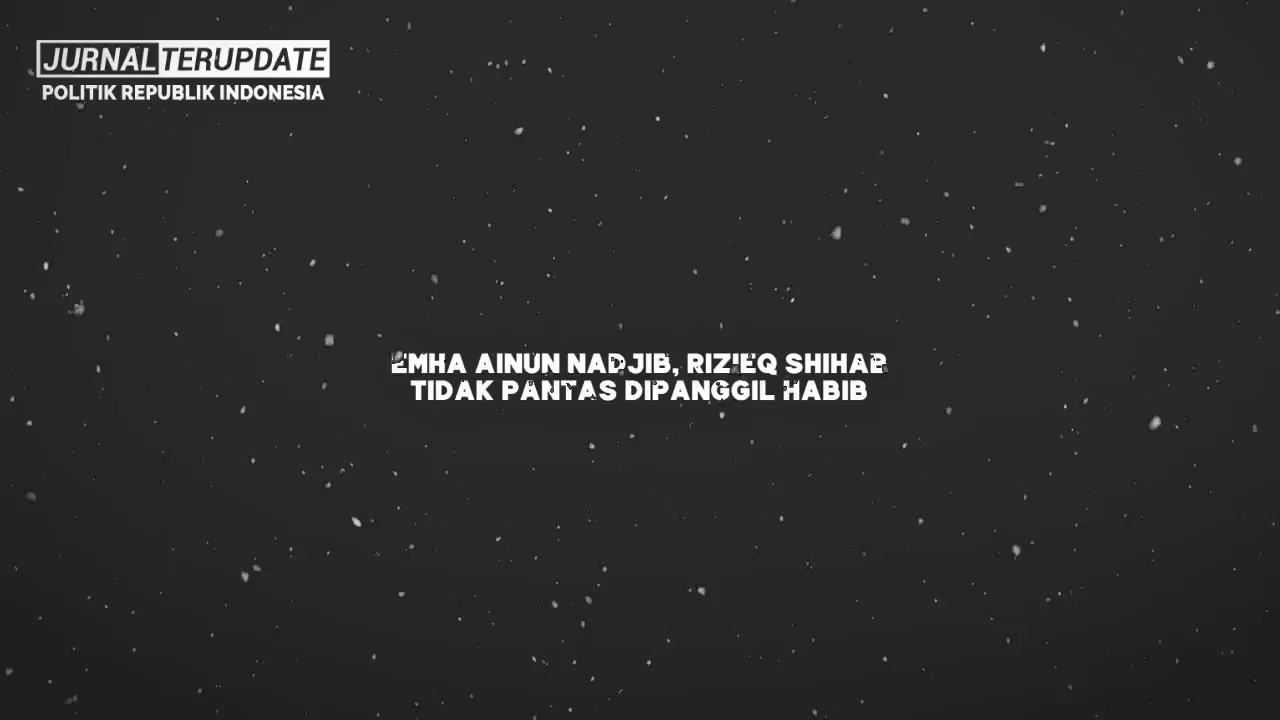 JURNALTERUPDATE
POLITIK REPUBLIK INDONESIA
EMHA AINUN NADJIB, RIZIEQ SHIHAB
TIDAK PANTAS DIPANGGIL HABIB